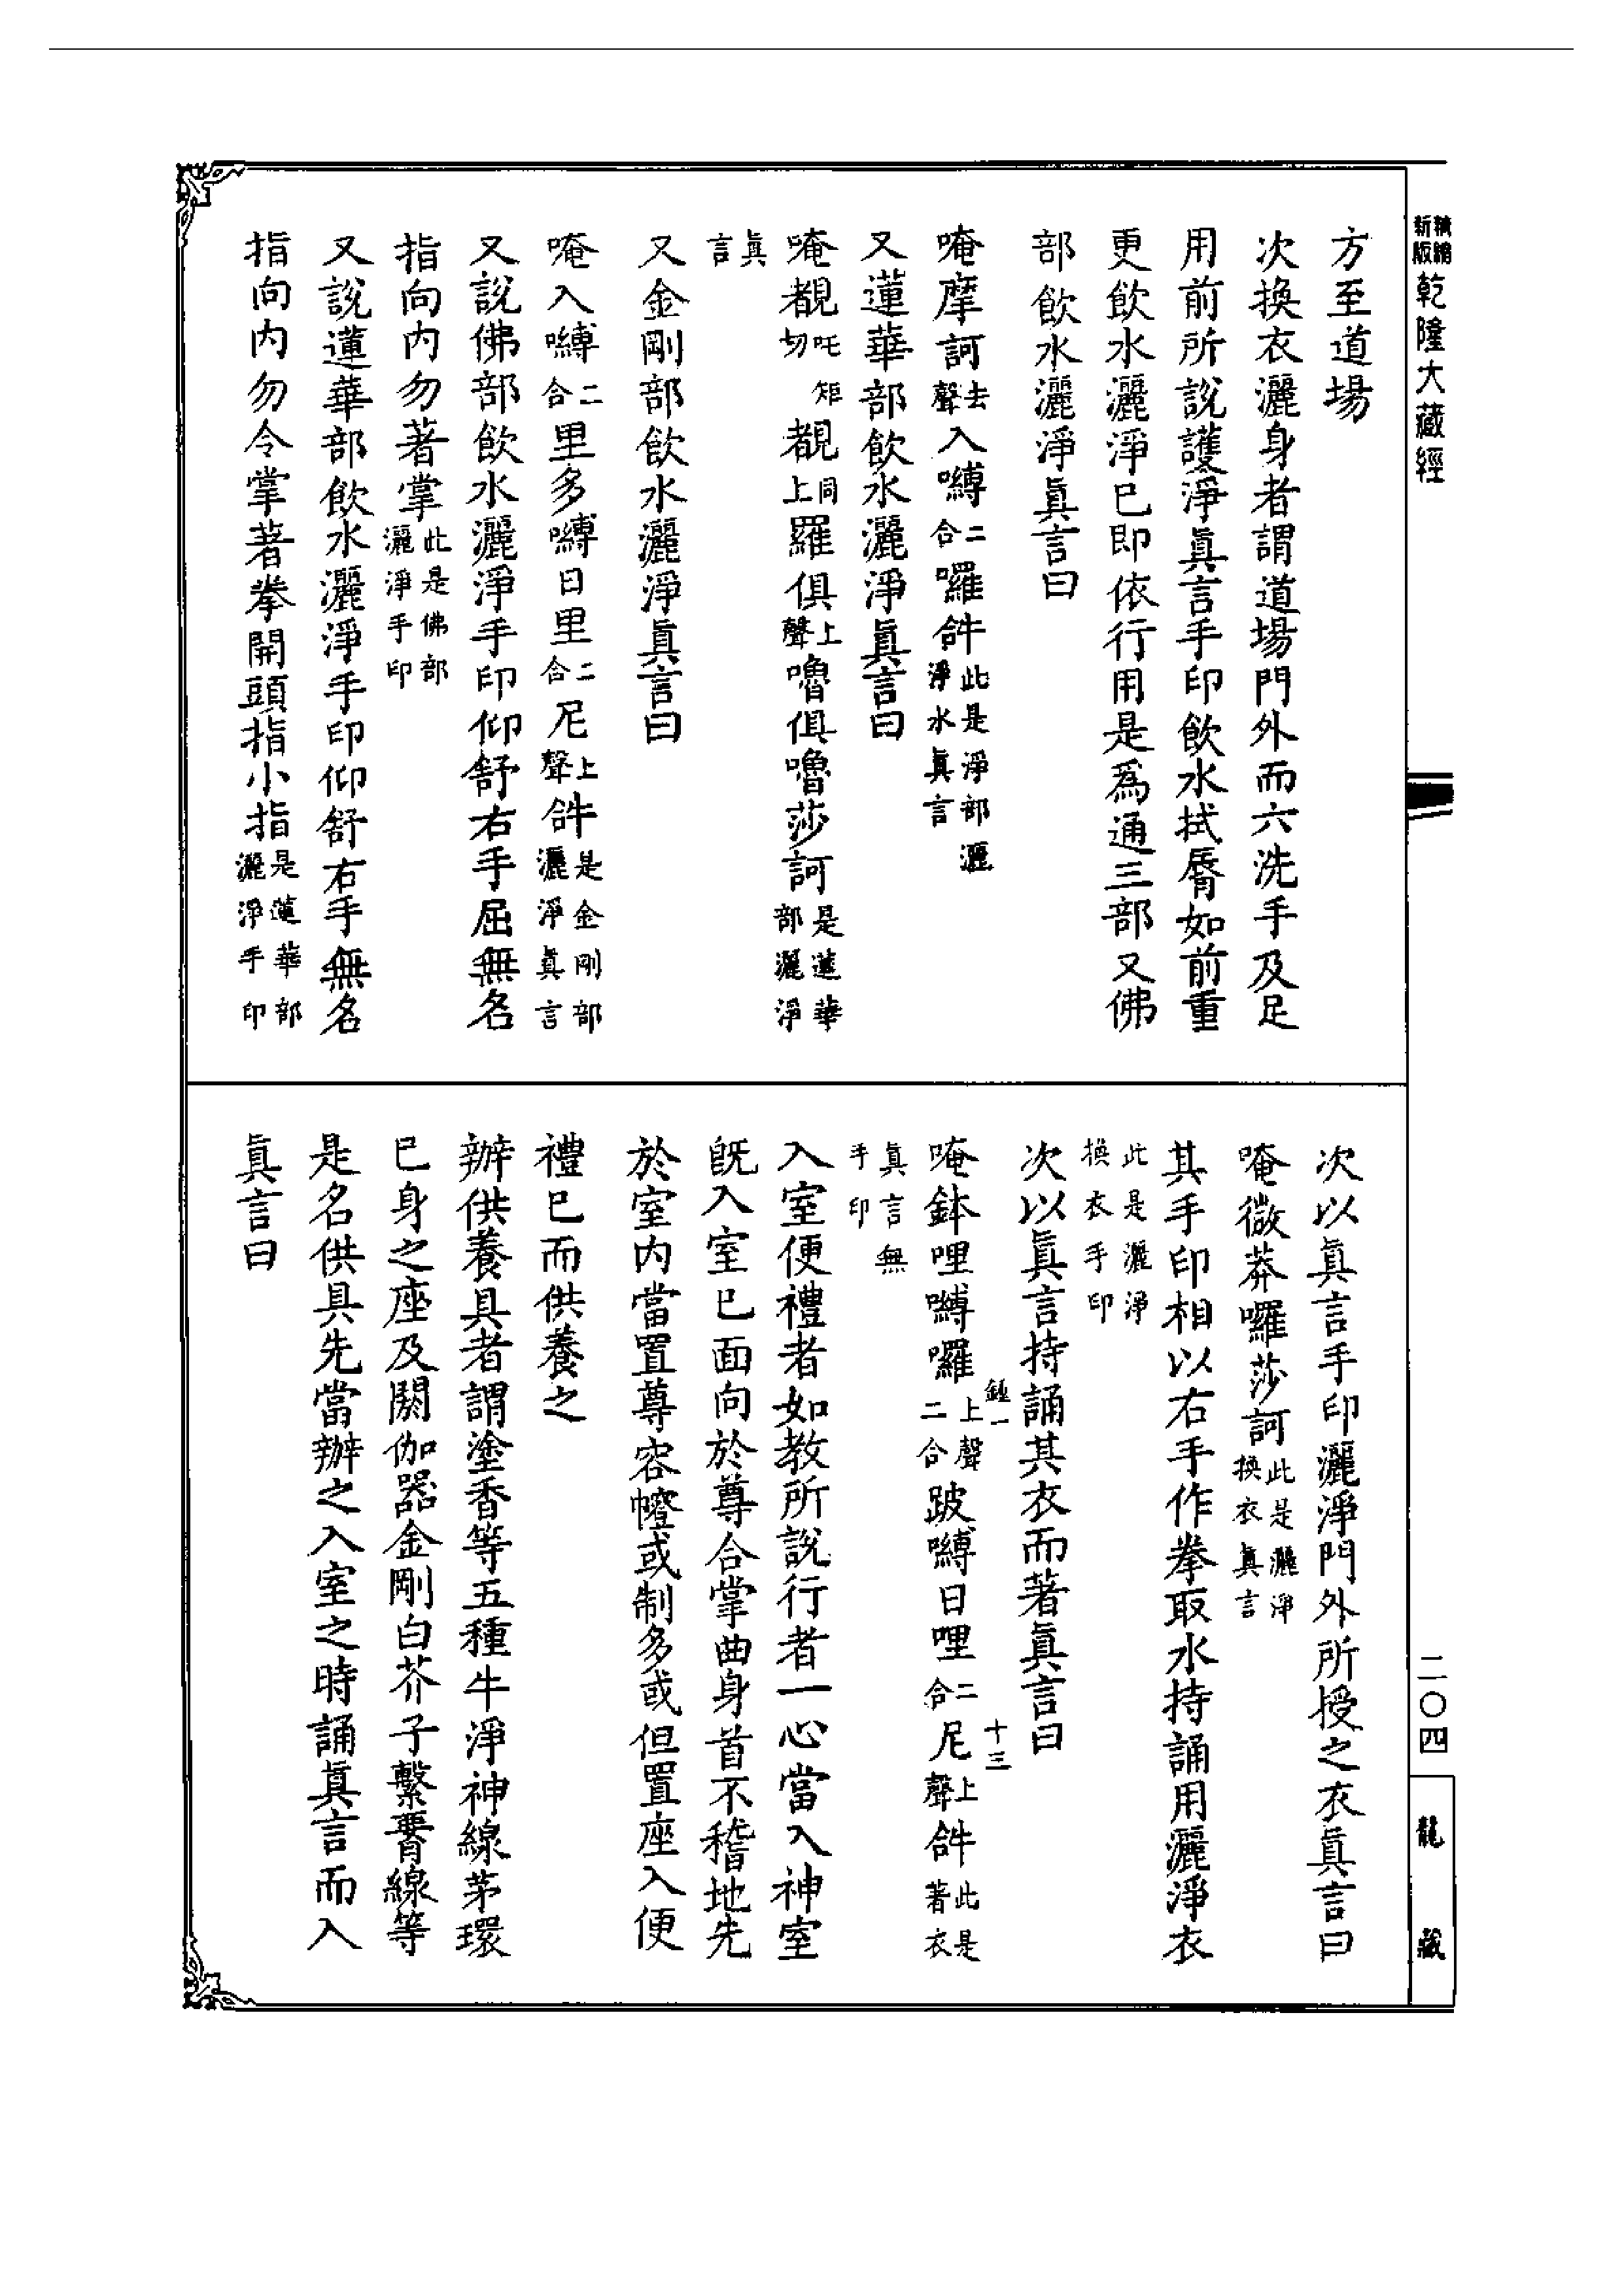 新版精編
乾隆大藏經
方至道場
次換衣灑身者謂道場門外而六洗手及足
用前所說護淨真言手印飲水拭脣如前重
更飲水灑淨已即依行用是爲通三部又佛
部飲水灑淨真言曰
唵摩訶去聲入嚩二合囉𤙖此是淨部灑淨水真言
又蓮華部飲水灑淨真言曰
唵覩吒矩切覩同上羅俱上聲嚕俱嚕莎訶是蓮華部灑淨
真言
又金剛部飲水灑淨真言曰
唵入嚩二合里多嚩日里二合尼上聲𤙖是金剛部灑淨真言
又說佛部飲水灑淨手印仰舒右手屈無名
指向内勿著掌此是佛部灑淨手印
又說蓮華部飲水灑淨手印仰舒右手無名
指向内勿令掌著拳開頭指小指是蓮華部灑淨手印
次以真言手印灑淨門外所授之衣真言曰
唵微莽囉莎訶此是灑淨換衣真言
其手印相以右手作拳取水持誦用灑淨衣
此是灑淨換衣手印
次以真言持誦其衣而著真言曰
唵鉢哩嚩囉上聲二合跛嚩日哩二合尼上聲𤙖此是著衣
真言無手印
入室便禮者如教所說行者一心當入神室
既入室已面向於尊合掌曲身首不稽地先
於室内當置尊容㡧或制多或但置座入便
禮已而供養之
辦供養具者謂塗香等五種牛淨神線茅環
已身之座及閼伽器金剛白芥子繫䯒線等
是名供具先當辦之入室之時誦真言而入
真言曰
十三
二〇四
龍藏